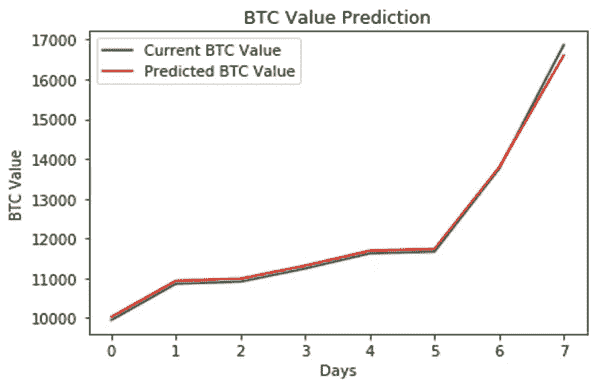 BTC Value Prediction
Current BTC Value
Predicted BTC Value
17000
16000
15000
14000
13000
12000
11000
10000
BTC Value
0 1 2 3 4 5 6 7
Days